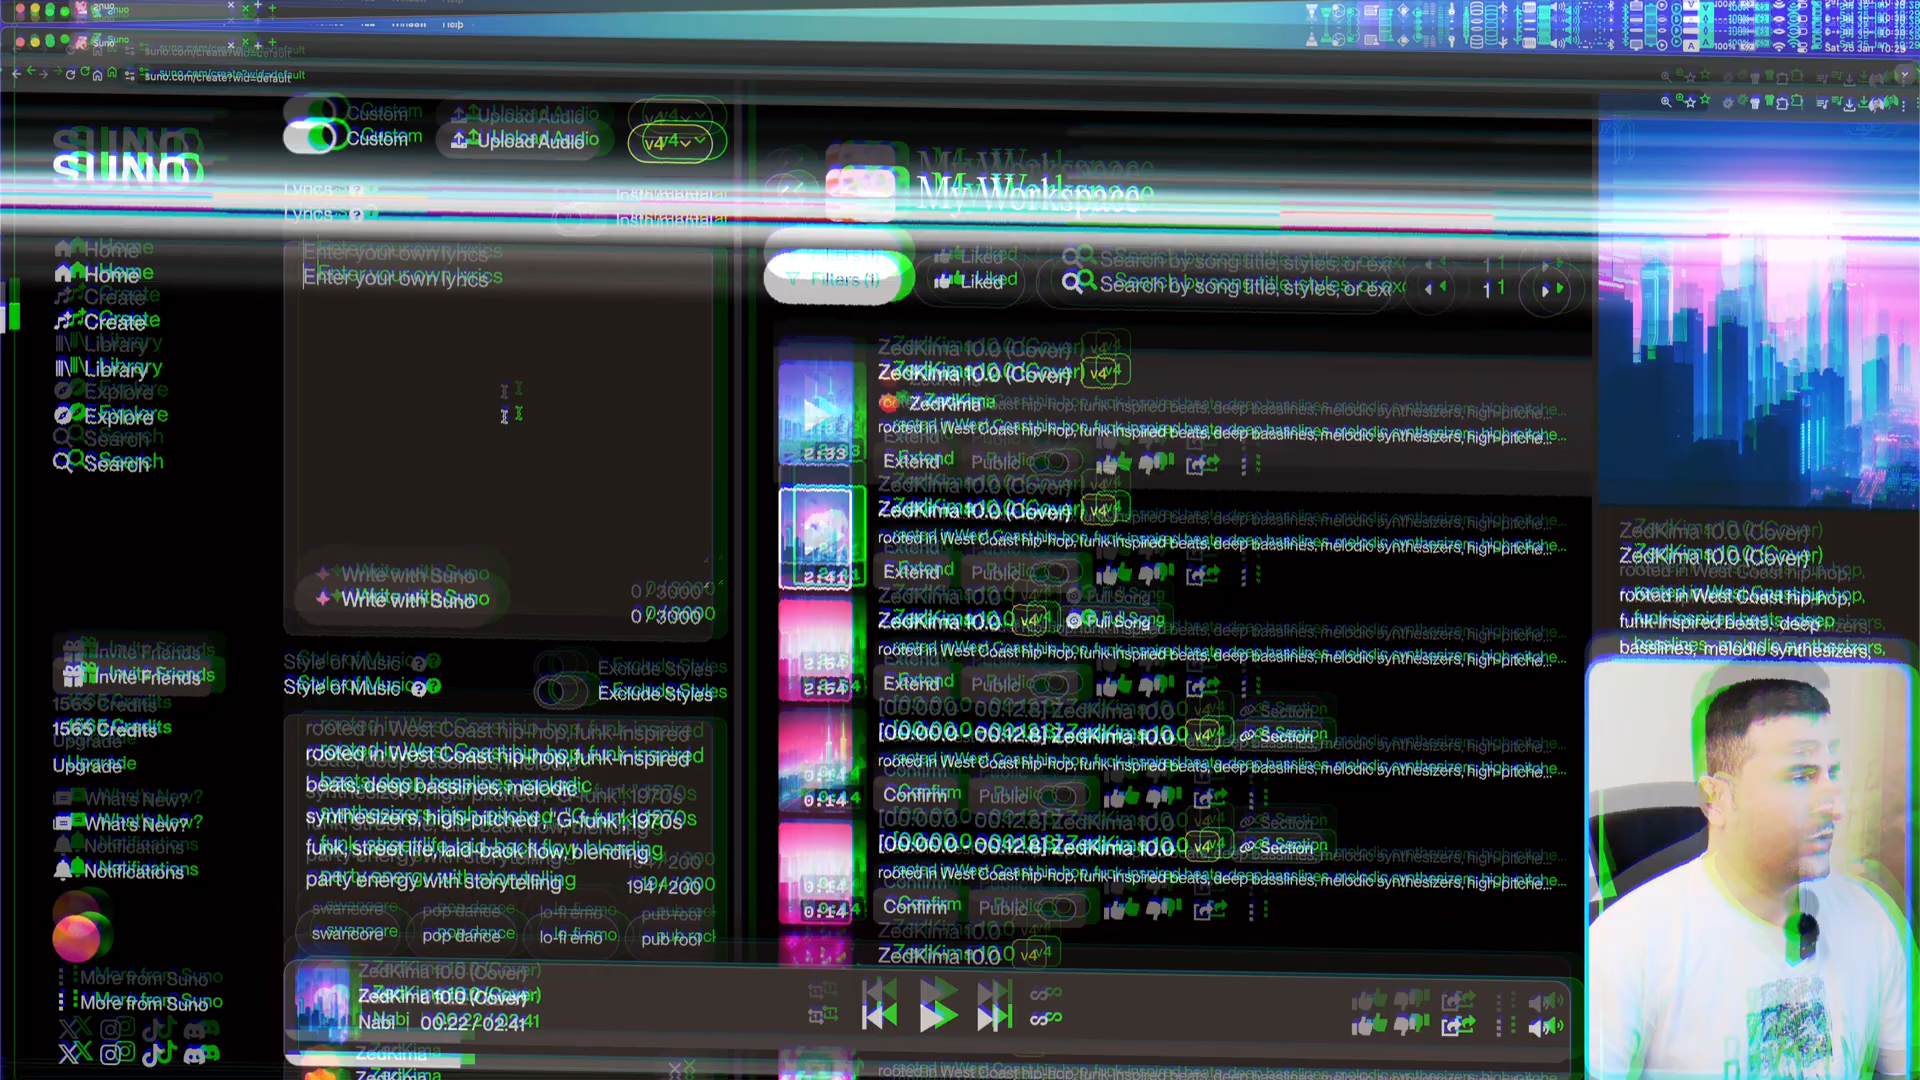 Suno
suno.com/create?wid=default
Sat 25 Jan 10:29
SUNO
Home
Create
Library
Explore
Search
Invite Friends
1565 Credits
Upgrade
What's New?
Notifications
More from Suno
Custom
Upload Audio
v4
Lyrics
Instrumental
Enter your own lyrics
Write with Suno
0 / 3000
Style of Music
Exclude Styles
rooted in West Coast hip-hop, funk-inspired
beats, deep basslines, melodic
synthesizers, high-pitched, "G-funk", 1970s
funk, street life, laid-back flow, blending
party energy with storytelling
194 / 200
swancore
pop dance
lo-fi emo
pub rock
My Workspace
Filters (1)
Liked
Search by song title, styles, or exc
1
ZedKima 10.0 (Cover) v4
ZedKima
rooted in West Coast hip-hop, funk-inspired beats, deep basslines, melodic synthesizers, high-pitche...
2:33
Extend Public
ZedKima 10.0 (Cover) v4
rooted in West Coast hip-hop, funk-inspired beats, deep basslines, melodic synthesizers, high-pitche...
2:41
Extend Public
ZedKima 10.0 v4 Full Song
rooted in West Coast hip-hop, funk-inspired beats, deep basslines, melodic synthesizers, high-pitche...
2:54
Extend Public
[00:00.0 - 00:12.8] ZedKima 10.0 v4 Section
rooted in West Coast hip-hop, funk-inspired beats, deep basslines, melodic synthesizers, high-pitche...
0:14
Confirm Public
[00:00.0 - 00:12.8] ZedKima 10.0 v4 Section
rooted in West Coast hip-hop, funk-inspired beats, deep basslines, melodic synthesizers, high-pitche...
0:14
Confirm Public
ZedKima 10.0 v4
ZedKima 10.0 (Cover)
rooted in West Coast hip-hop,
funk-inspired beats, deep
basslines, melodic synthesizers,
ZedKima 10.0 (Cover)
Nabi 00:22 / 02:41
ZedKima